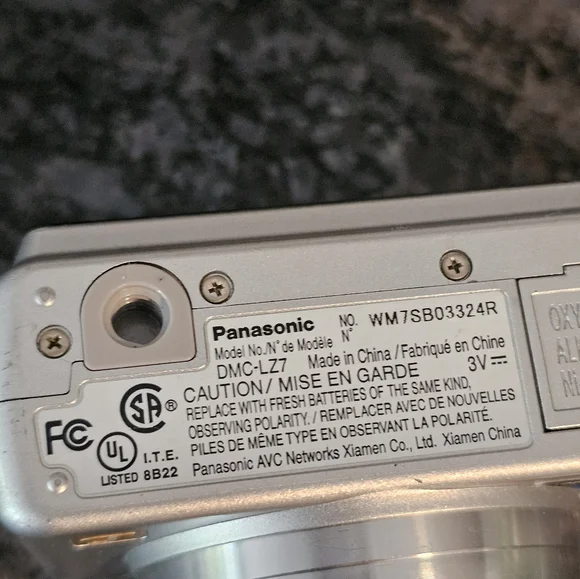 Panasonic NO. N° WM7SB03324R
Model No./N° de Modèle
DMC-LZ7 Made in China / Fabriqué en Chine
CAUTION / MISE EN GARDE 3V
REPLACE WITH FRESH BATTERIES OF THE SAME KIND,
OBSERVING POLARITY. / REMPLACER AVEC DE NOUVELLES
PILES DE MÊME TYPE EN OBSERVANT LA POLARITÉ.
Panasonic AVC Networks Xiamen Co., Ltd. Xiamen China
FC
SA®
UL I.T.E.
LISTED 8B22